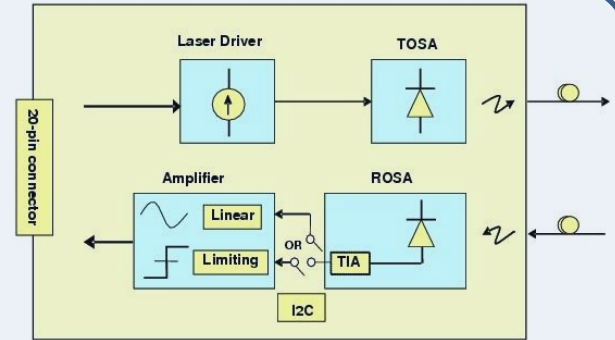 Laser Driver
TOSA
20-pin connector
Amplifier
ROSA
Linear
OR
Limiting
TIA
I2C